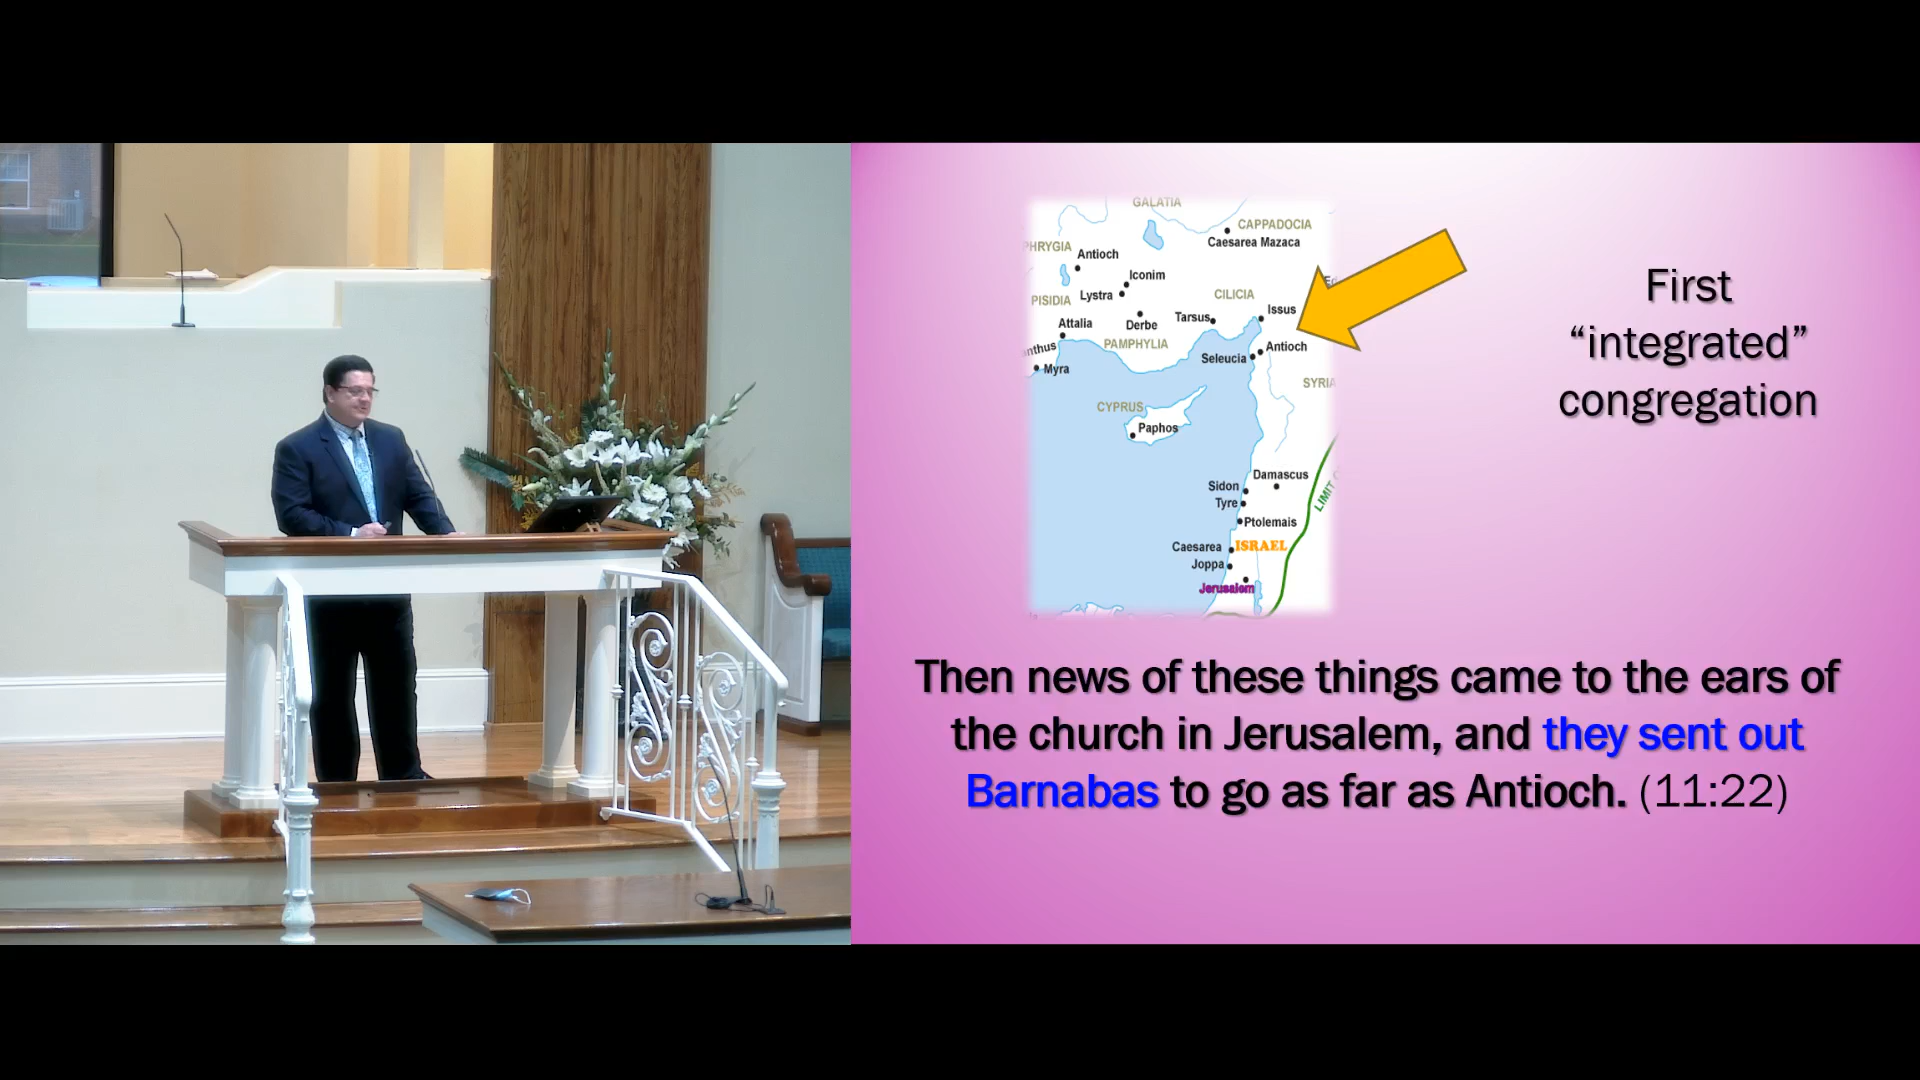 GALATIA
CAPPADOCIA
Caesarea Mazaca
PHRYGIA
Antioch
Iconim
Lystra
PISIDIA
CILICIA
Issus
Attalia
Derbe
Tarsus
PAMPHYLIA
Antioch
Seleucia
Myra
SYRIA
CYPRUS
Paphos
Damascus
Sidon
Tyre
Ptolemais
LIMIT
Caesarea
ISRAEL
Joppa
Jerusalem
First
“integrated”
congregation
Then news of these things came to the ears of
the church in Jerusalem, and they sent out
Barnabas to go as far as Antioch. (11:22)